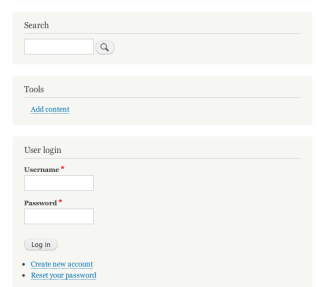 Search
Tools
Add content
User login
Username *
Password *
Log in
Create new account
Reset your password